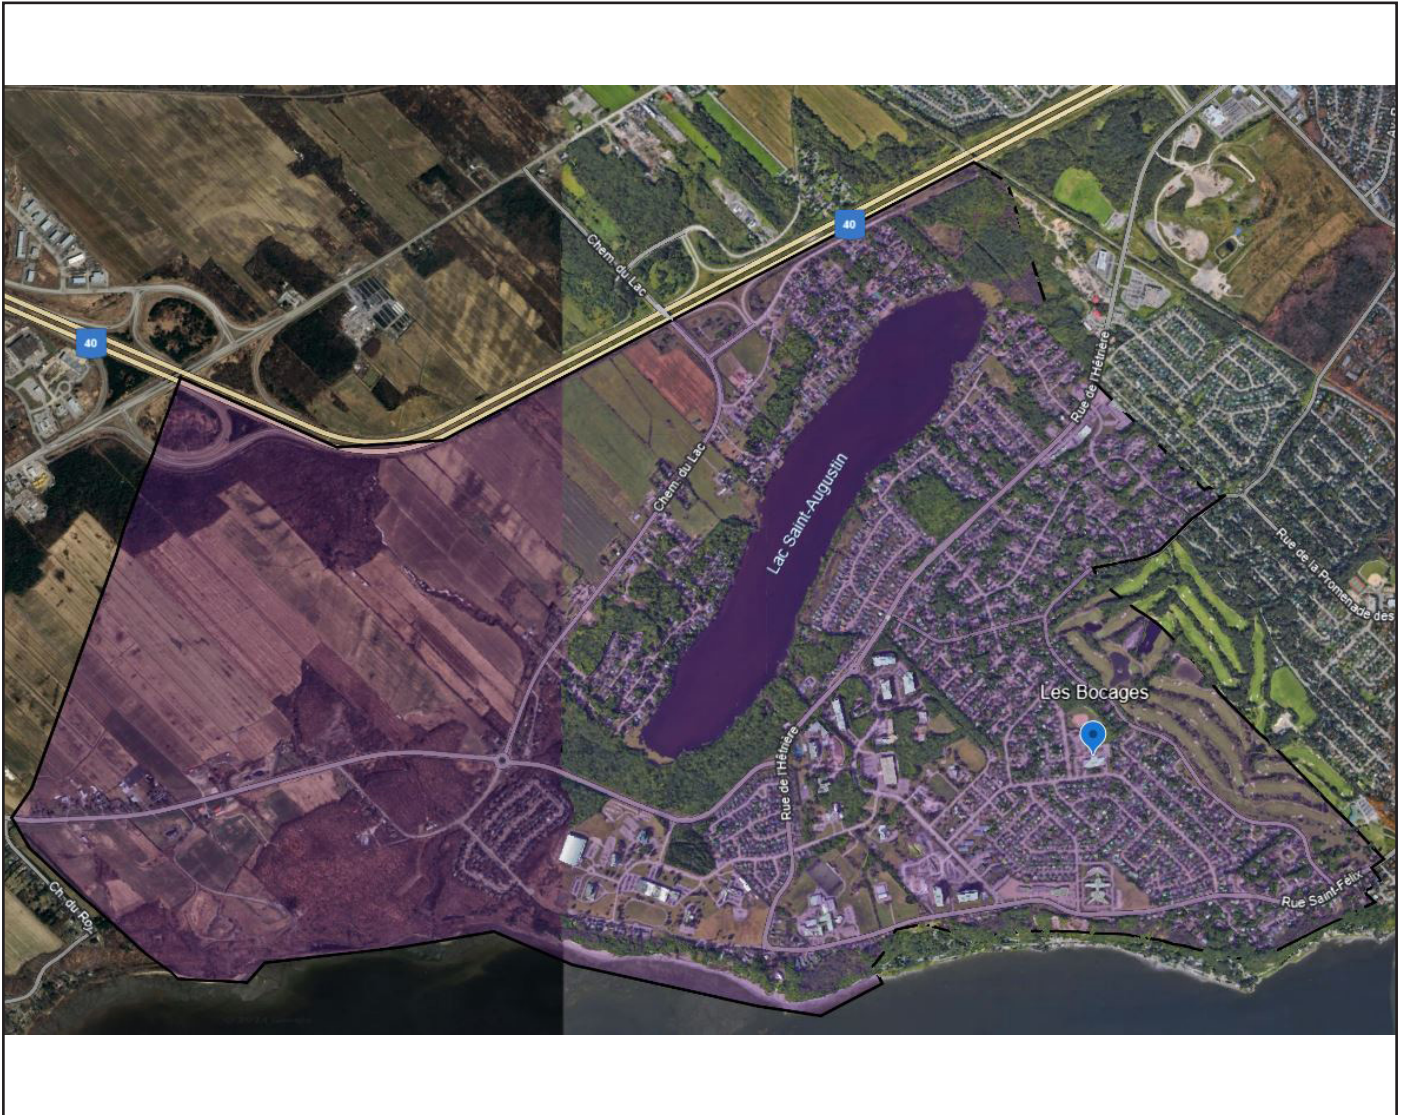 40
Chem. du Lac
40
Rue de l'Hêtrière
Chem. du Lac
Lac Saint-Augustin
Rue de la Promenade des
Les Bocages
Rue de l'Hêtrière
Rue Saint-Félix
Ch. du Roy